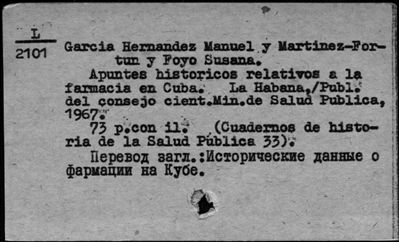 L
2101
Garcia Hernandez Manuel y Martinez-For-
tun y Foyo Susana.
Apuntes historicos relativos a la
farmacia en Cuba. La Habana,/Publ.
del consejo cient.Min.de Salud Publica,
1967.
73 p.con il. (Cuadernos de histo-
ria de la Salud Pública 33).
Перевод загл.:Исторические данные о
фармации на Кубе.